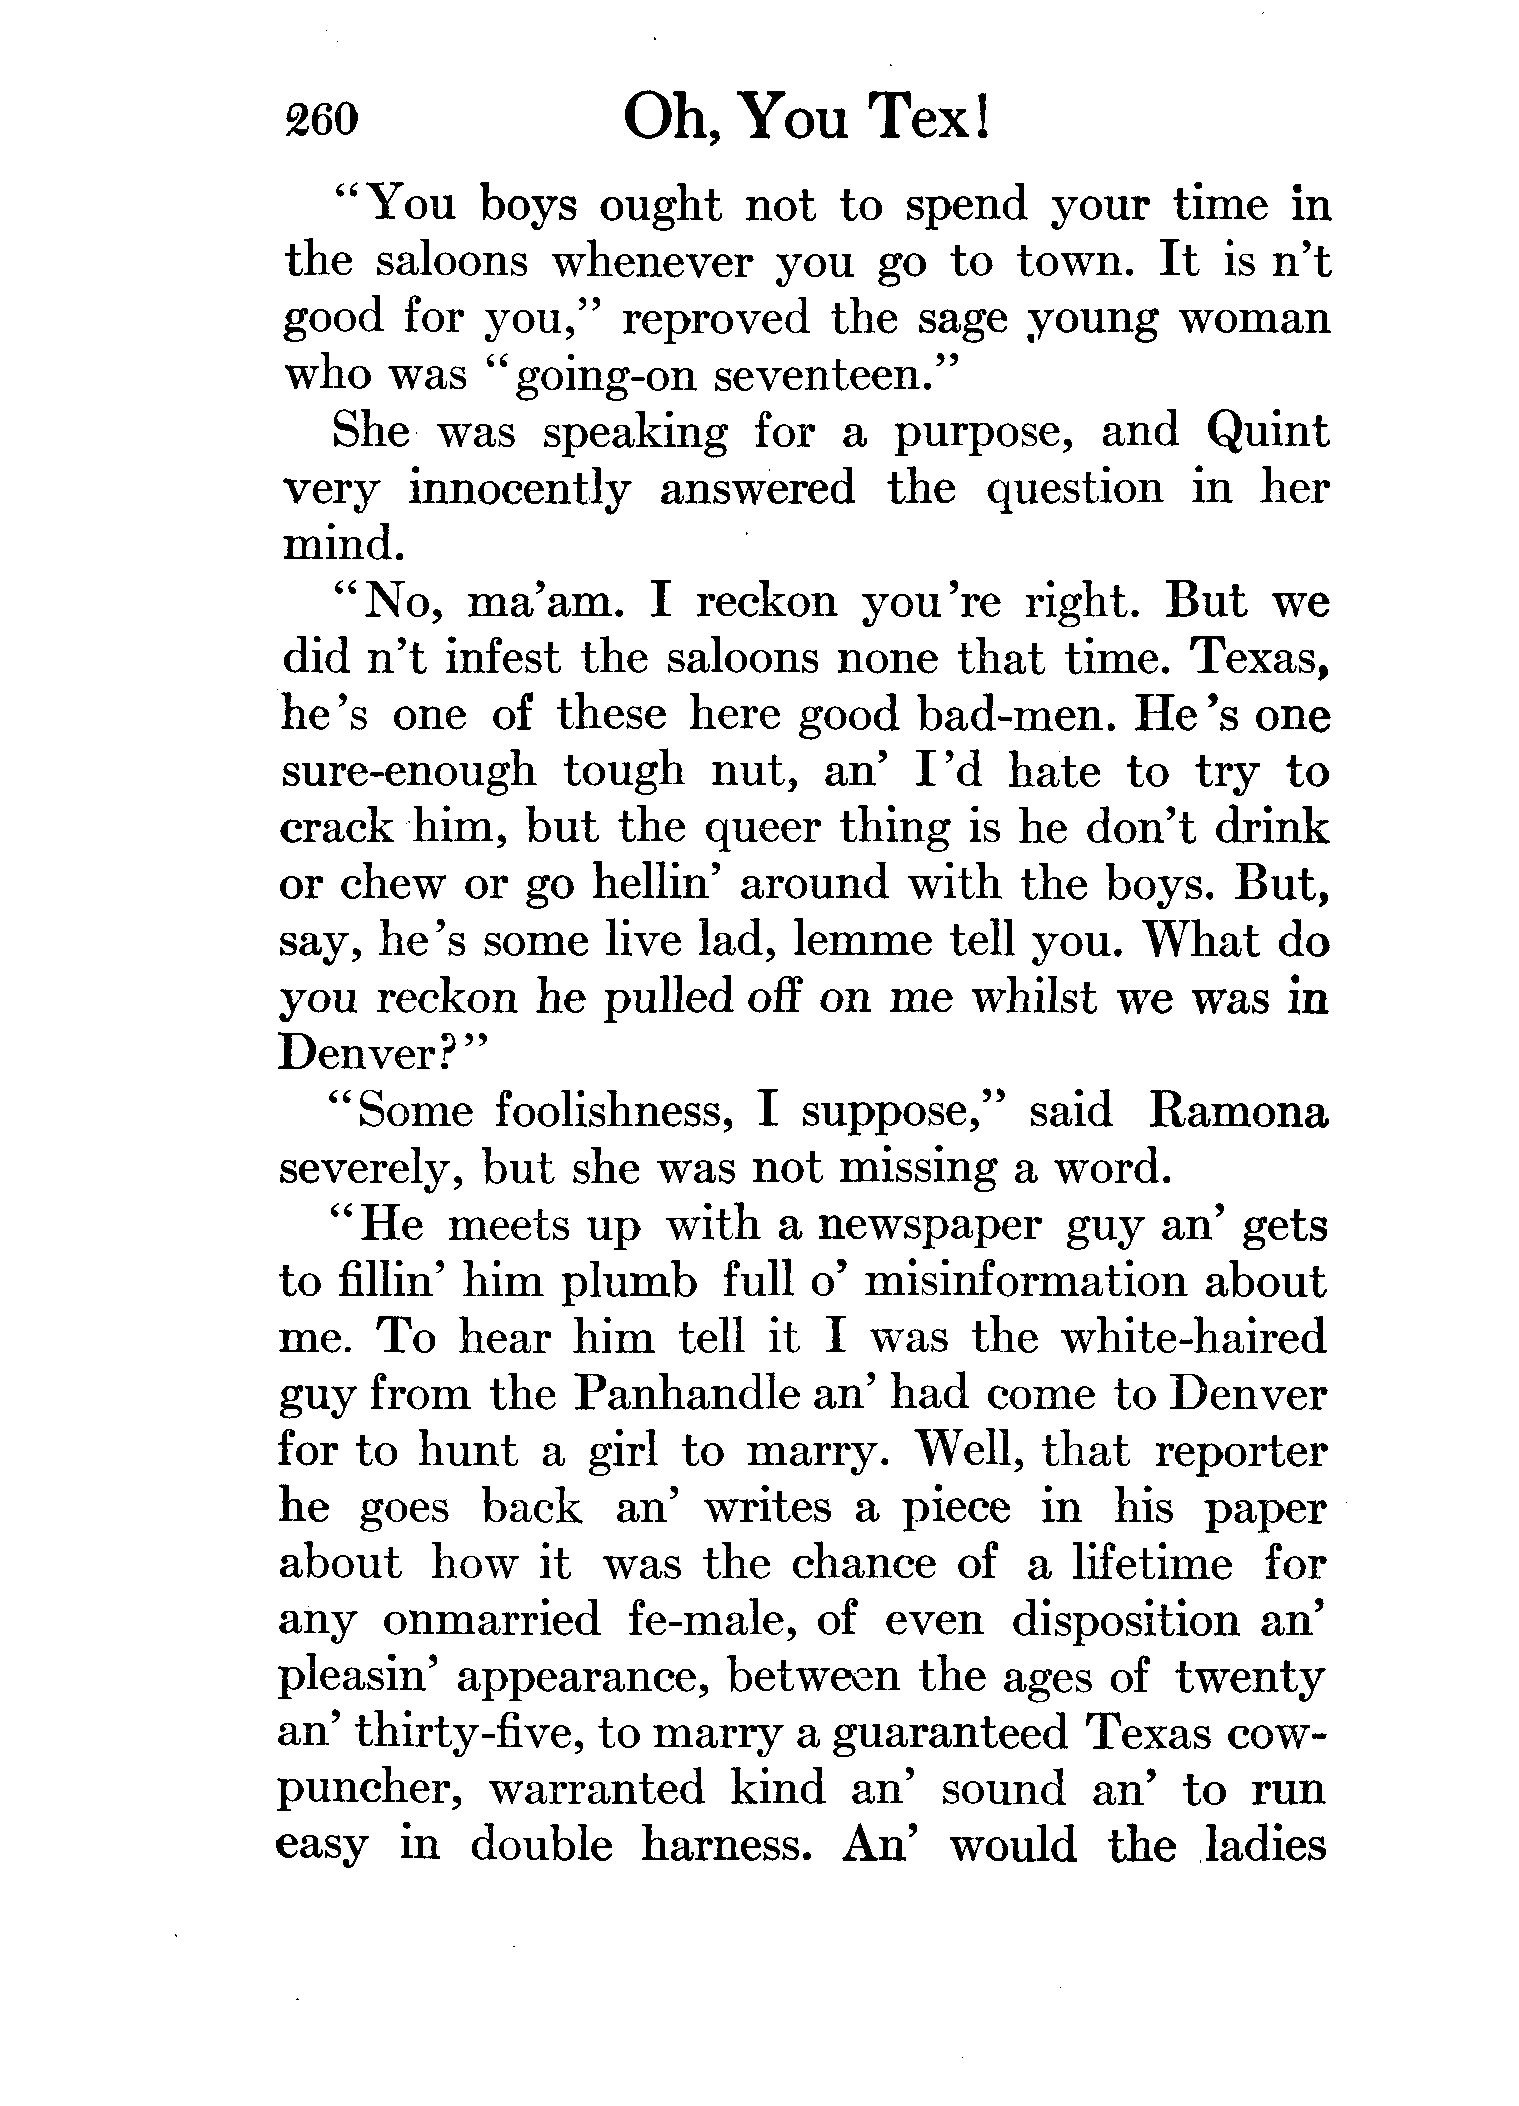 260 Oh, You Tex!
“You boys ought not to spend your time in
the saloons whenever you go to town. It is n’t
good for you,” reproved the sage young woman
who was “going-on seventeen.”
She was speaking for a purpose, and Quint
very innocently answered the question in her
mind.
“No, ma’am. I reckon you’re right. But we
did n’t infest the saloons none that time. Texas,
he’s one of these here good bad-men. He’s one
sure-enough tough nut, an’ I’d hate to try to
crack him, but the queer thing is he don’t drink
or chew or go hellin’ around with the boys. But,
say, he’s some live lad, lemme tell you. What do
you reckon he pulled off on me whilst we was in
Denver?”
“Some foolishness, I suppose,” said Ramona
severely, but she was not missing a word.
“He meets up with a newspaper guy an’ gets
to fillin’ him plumb full o’ misinformation about
me. To hear him tell it I was the white-haired
guy from the Panhandle an’ had come to Denver
for to hunt a girl to marry. Well, that reporter
he goes back an’ writes a piece in his paper
about how it was the chance of a lifetime for
any onmarried fe-male, of even disposition an’
pleasin’ appearance, between the ages of twenty
an’ thirty-five, to marry a guaranteed Texas cow-
puncher, warranted kind an’ sound an’ to run
easy in double harness. An’ would the ladies